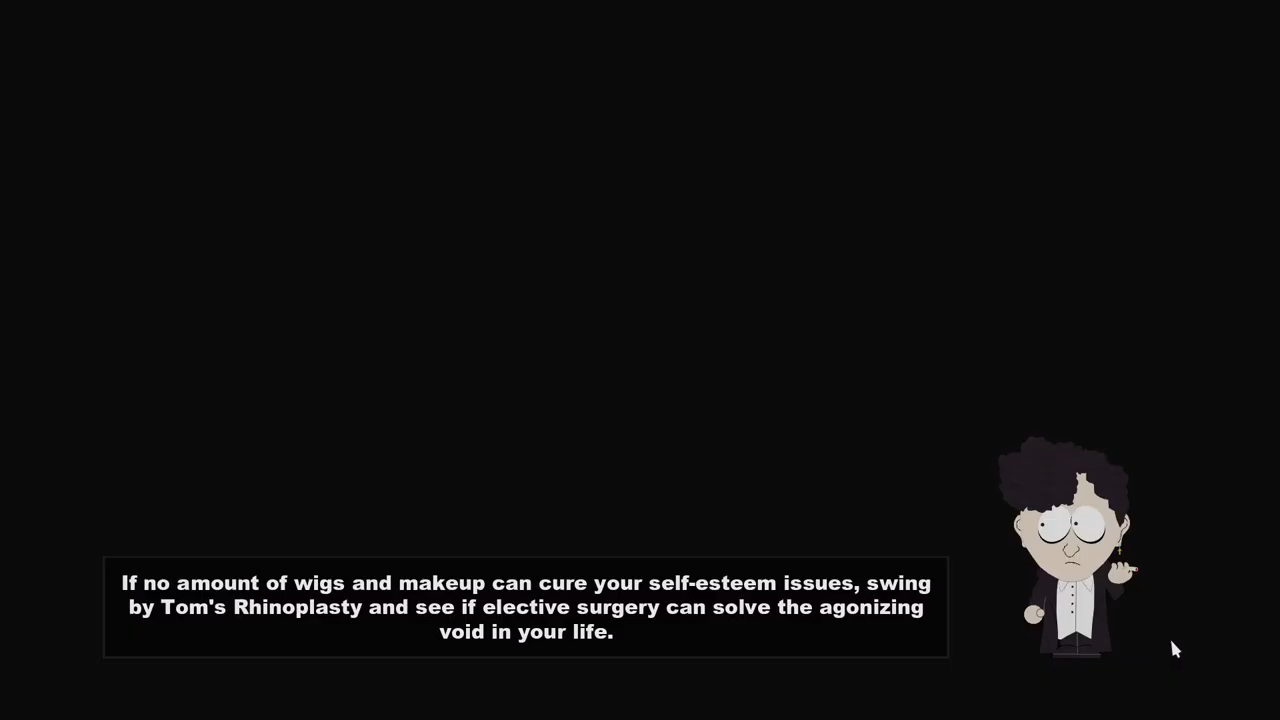 If no amount of wigs and makeup can cure your self-esteem issues, swing
by Tom's Rhinoplasty and see if elective surgery can solve the agonizing
void in your life.